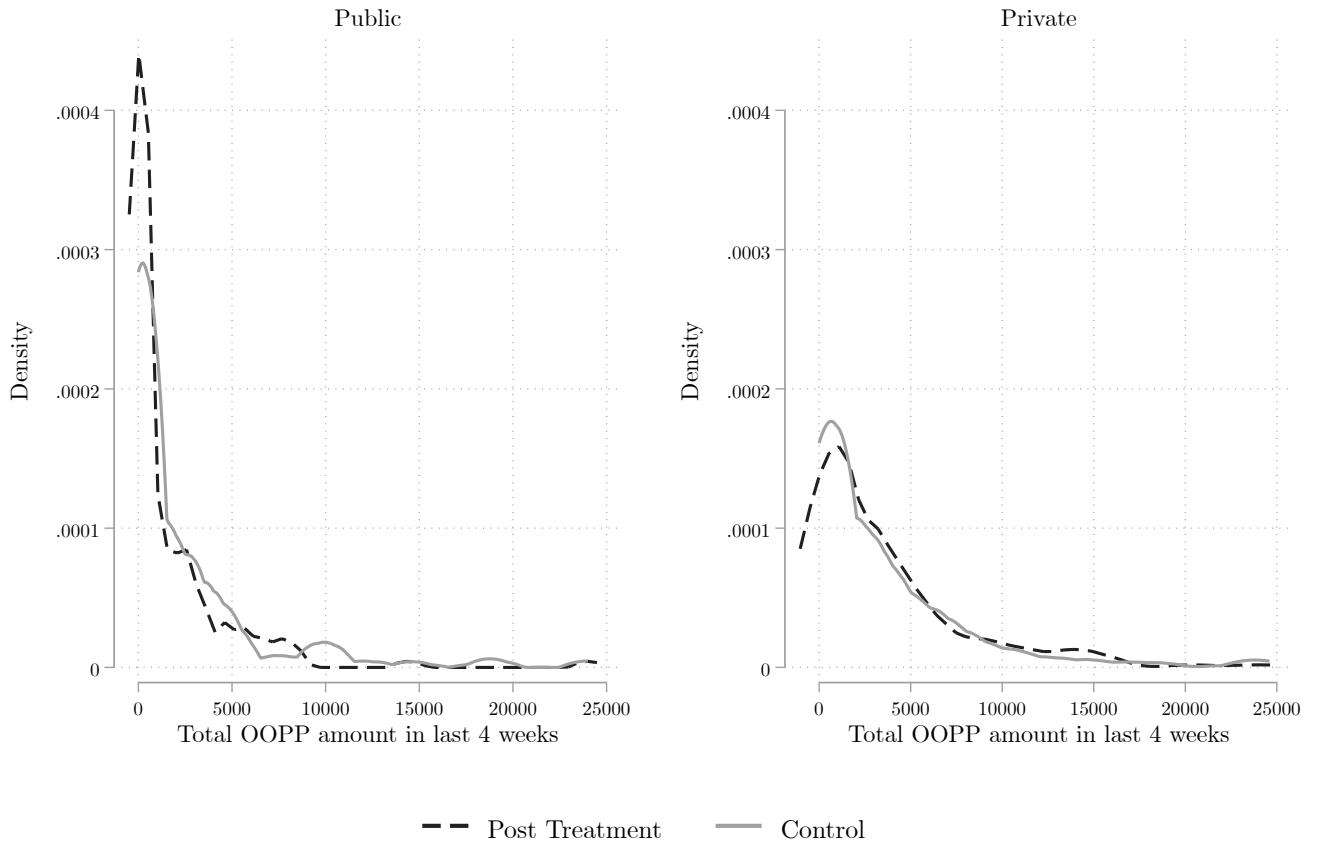 Public
Private
Density
.0004
.0003
.0002
.0001
0
0 5000 10000 15000 20000 25000
Total OOPP amount in last 4 weeks
Density
.0004
.0003
.0002
.0001
0
0 5000 10000 15000 20000 25000
Total OOPP amount in last 4 weeks
Post Treatment
Control